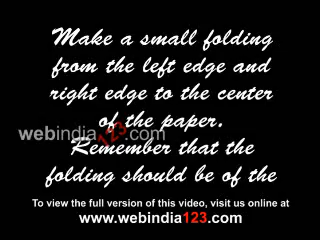 Make a small folding
from the left edge and
right edge to the center
of the paper.
webindia123.com
Remember that the
folding should be of the
To view the full version of this video, visit us online at
www.webindia123.com